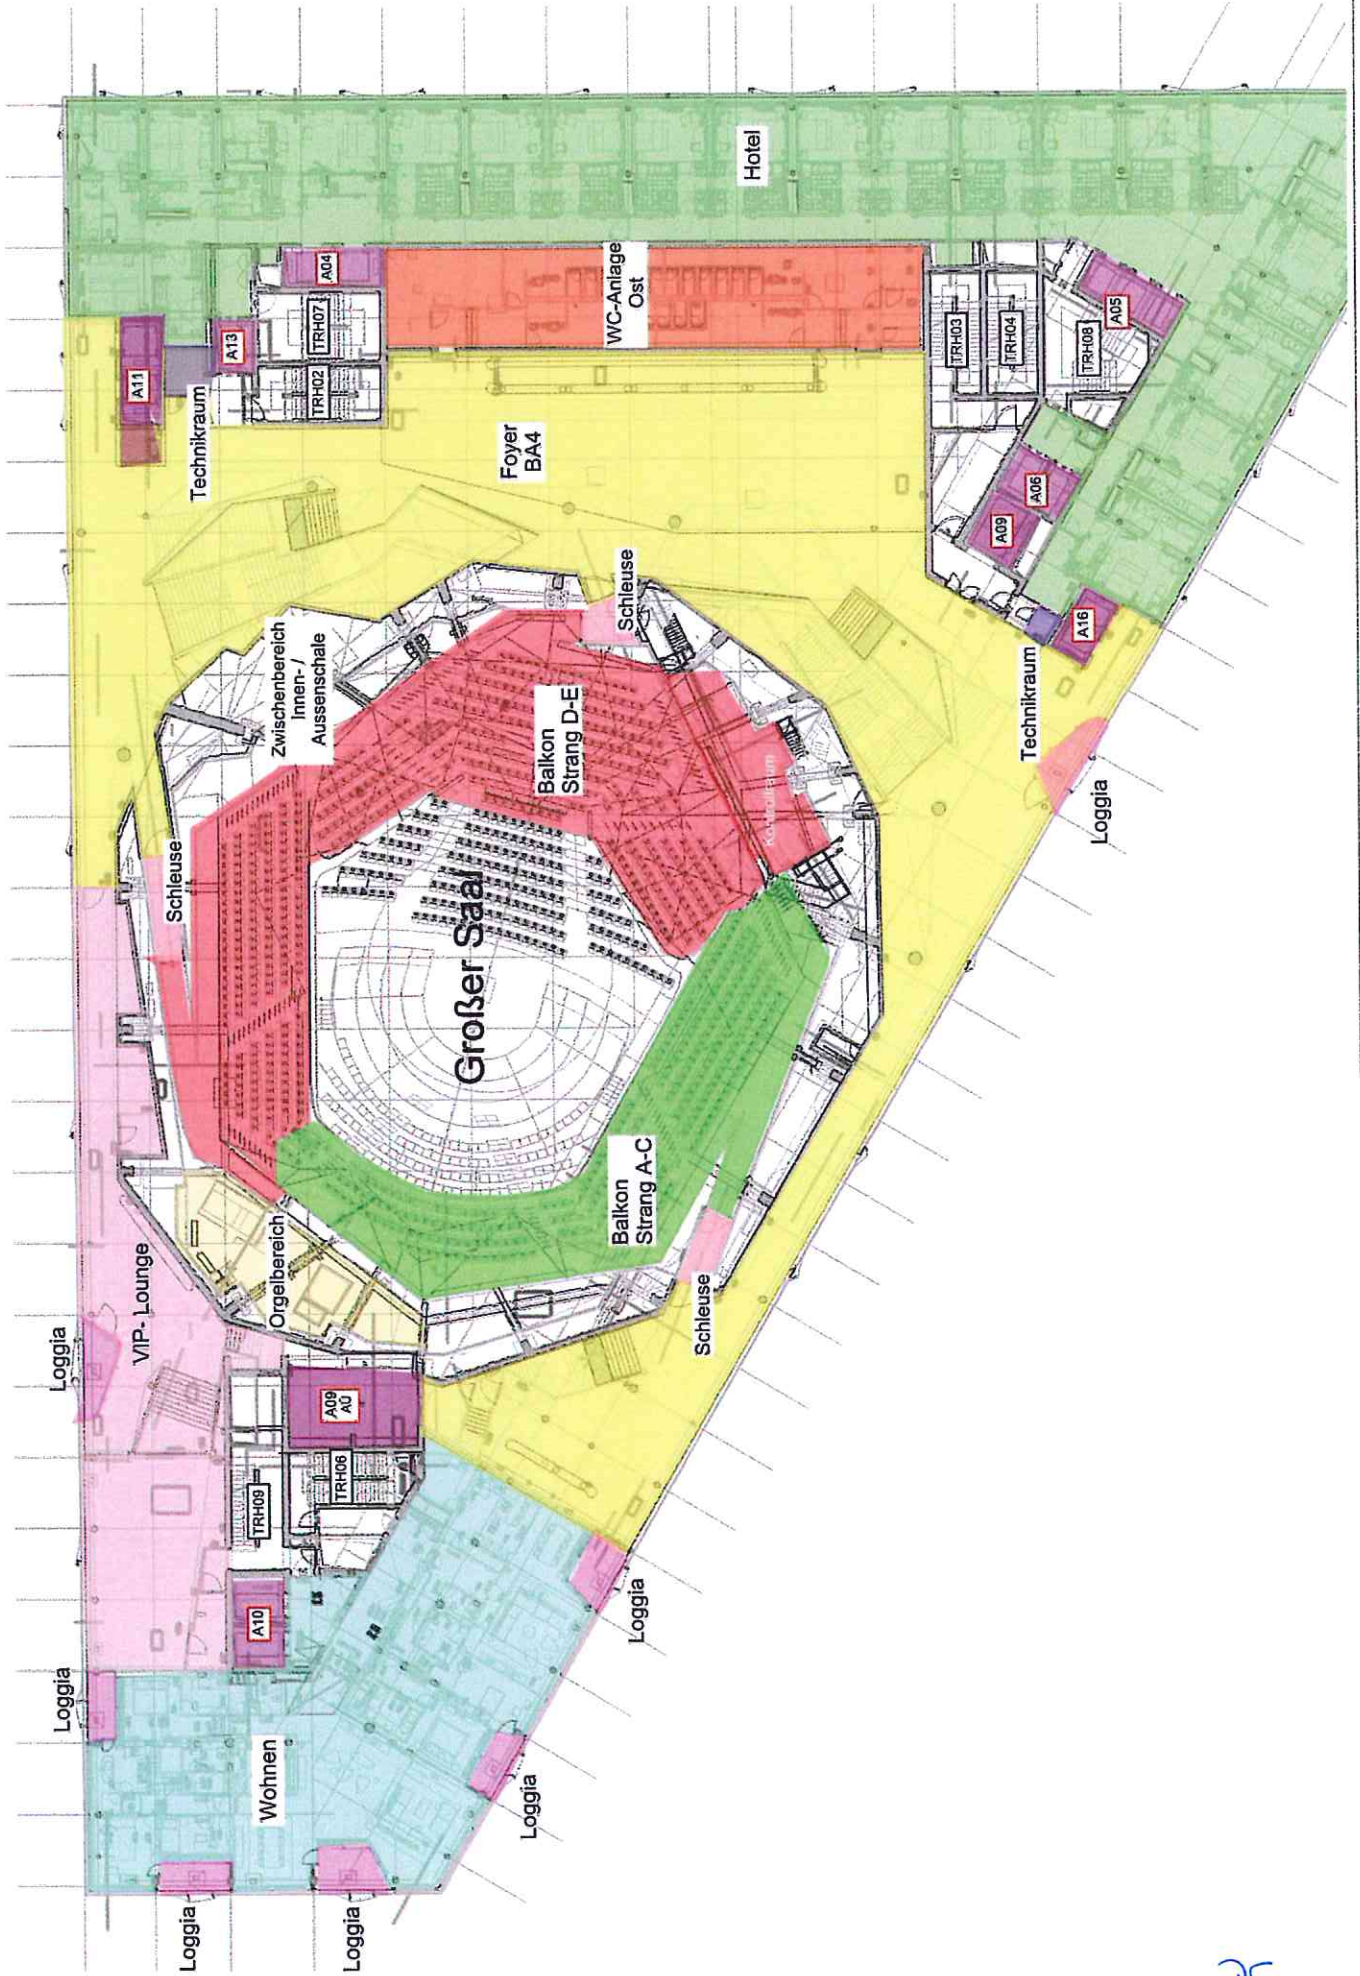 Loggia
Loggia
VIP- Lounge
A11
Schleuse
Technikraum
Loggia
A13
A10
TRH09
Wohnen
Orgelbereich
Zwischenbereich
Innen- /
Aussenschale
TRH02
TRH07
A04
TRH06
A09
AÜ
Loggia
Großer Saal
Foyer
BA4
Loggia
Balkon
Strang D-E
Schleuse
WC-Anlage
Ost
Balkon
Strang A-C
Loggia
Schleuse
Hotel
Kontrollraum
TRH03
A09
TRH04
Technikraum
A06
A16
TRH08
Loggia
A05